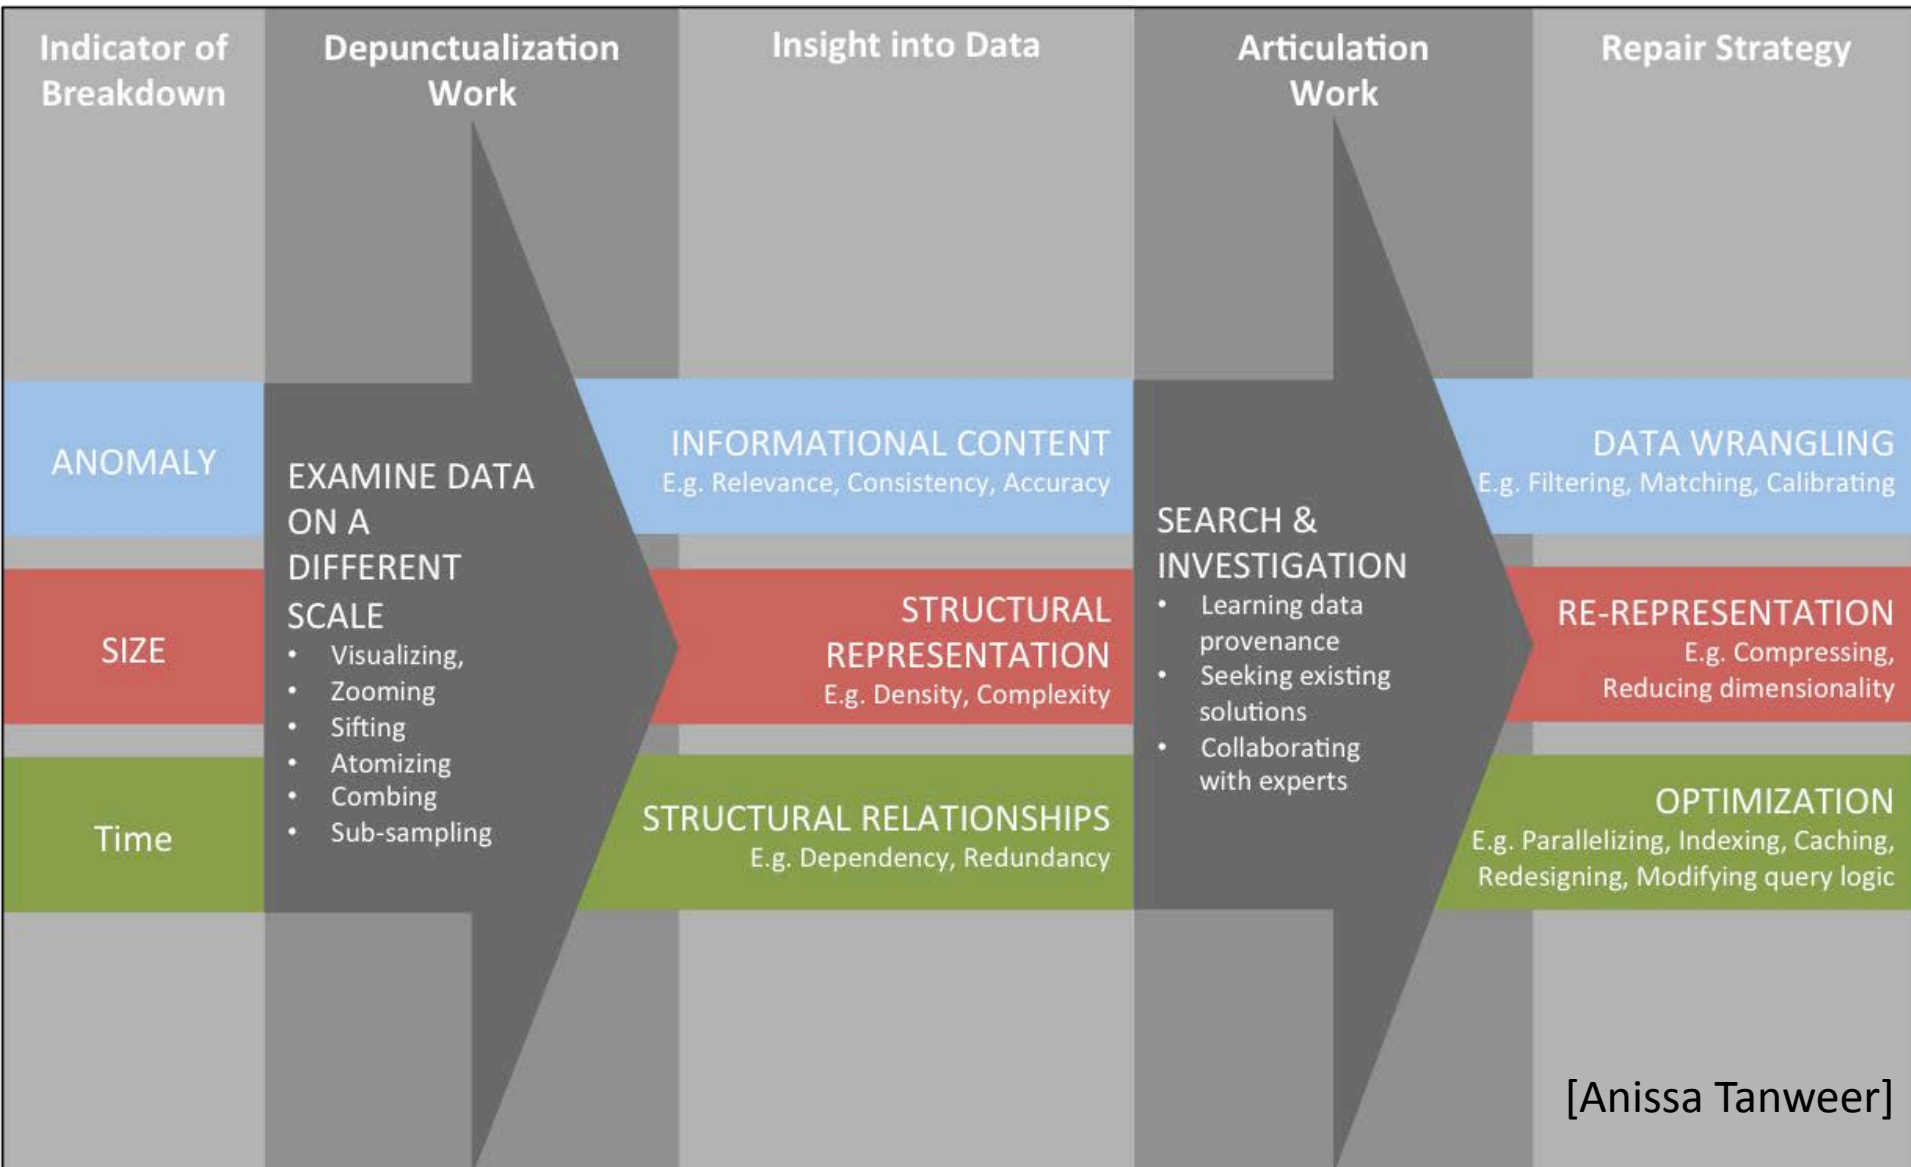 Indicator of
Breakdown
Depunctualization
Work
Insight into Data
Articulation
Work
Repair Strategy
ANOMALY
SIZE
Time
EXAMINE DATA
ON A
DIFFERENT
SCALE
• Visualizing,
• Zooming
• Sifting
• Atomizing
• Combing
• Sub-sampling
INFORMATIONAL CONTENT
E.g. Relevance, Consistency, Accuracy
STRUCTURAL
REPRESENTATION
E.g. Density, Complexity
STRUCTURAL RELATIONSHIPS
E.g. Dependency, Redundancy
SEARCH &
INVESTIGATION
• Learning data
provenance
• Seeking existing
solutions
• Collaborating
with experts
DATA WRANGLING
E.g. Filtering, Matching, Calibrating
RE-REPRESENTATION
E.g. Compressing,
Reducing dimensionality
OPTIMIZATION
E.g. Parallelizing, Indexing, Caching,
Redesigning, Modifying query logic
[Anissa Tanweer]